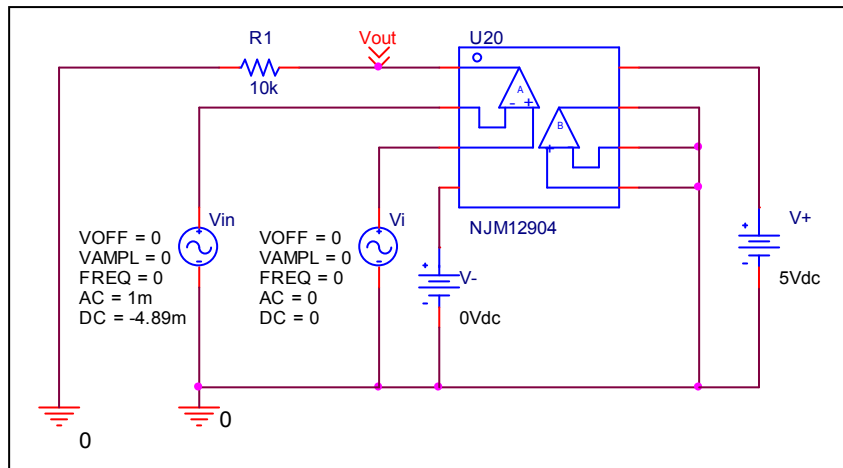 R1
Vout
U20
10k
A
B
- +
+ -
NJM12904
Vin
VOFF = 0
VAMPL = 0
FREQ = 0
AC = 1m
DC = -4.89m
Vi
VOFF = 0
VAMPL = 0
FREQ = 0
AC = 0
DC = 0
V-
0Vdc
V+
5Vdc
0
0